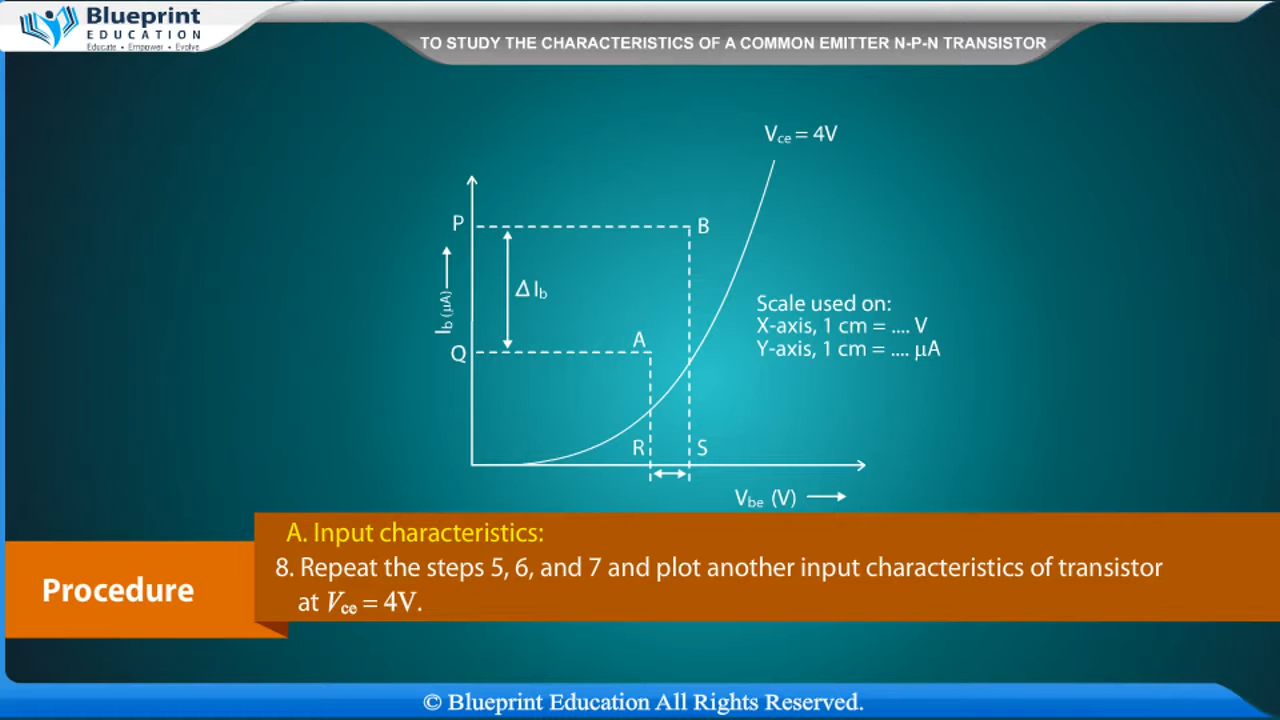 Blueprint
EDUCATION
Educate • Empower • Evolve
TO STUDY THE CHARACTERISTICS OF A COMMON EMITTER N-P-N TRANSISTOR
Vce = 4V
P
B
Ib (μA)
Δ Ib
Scale used on:
X-axis, 1 cm = .... V
Y-axis, 1 cm = .... μA
A
Q
R
S
Vbe (V)
A. Input characteristics:
Procedure
8. Repeat the steps 5, 6, and 7 and plot another input characteristics of transistor
at Vce = 4V.
© Blueprint Education All Rights Reserved.